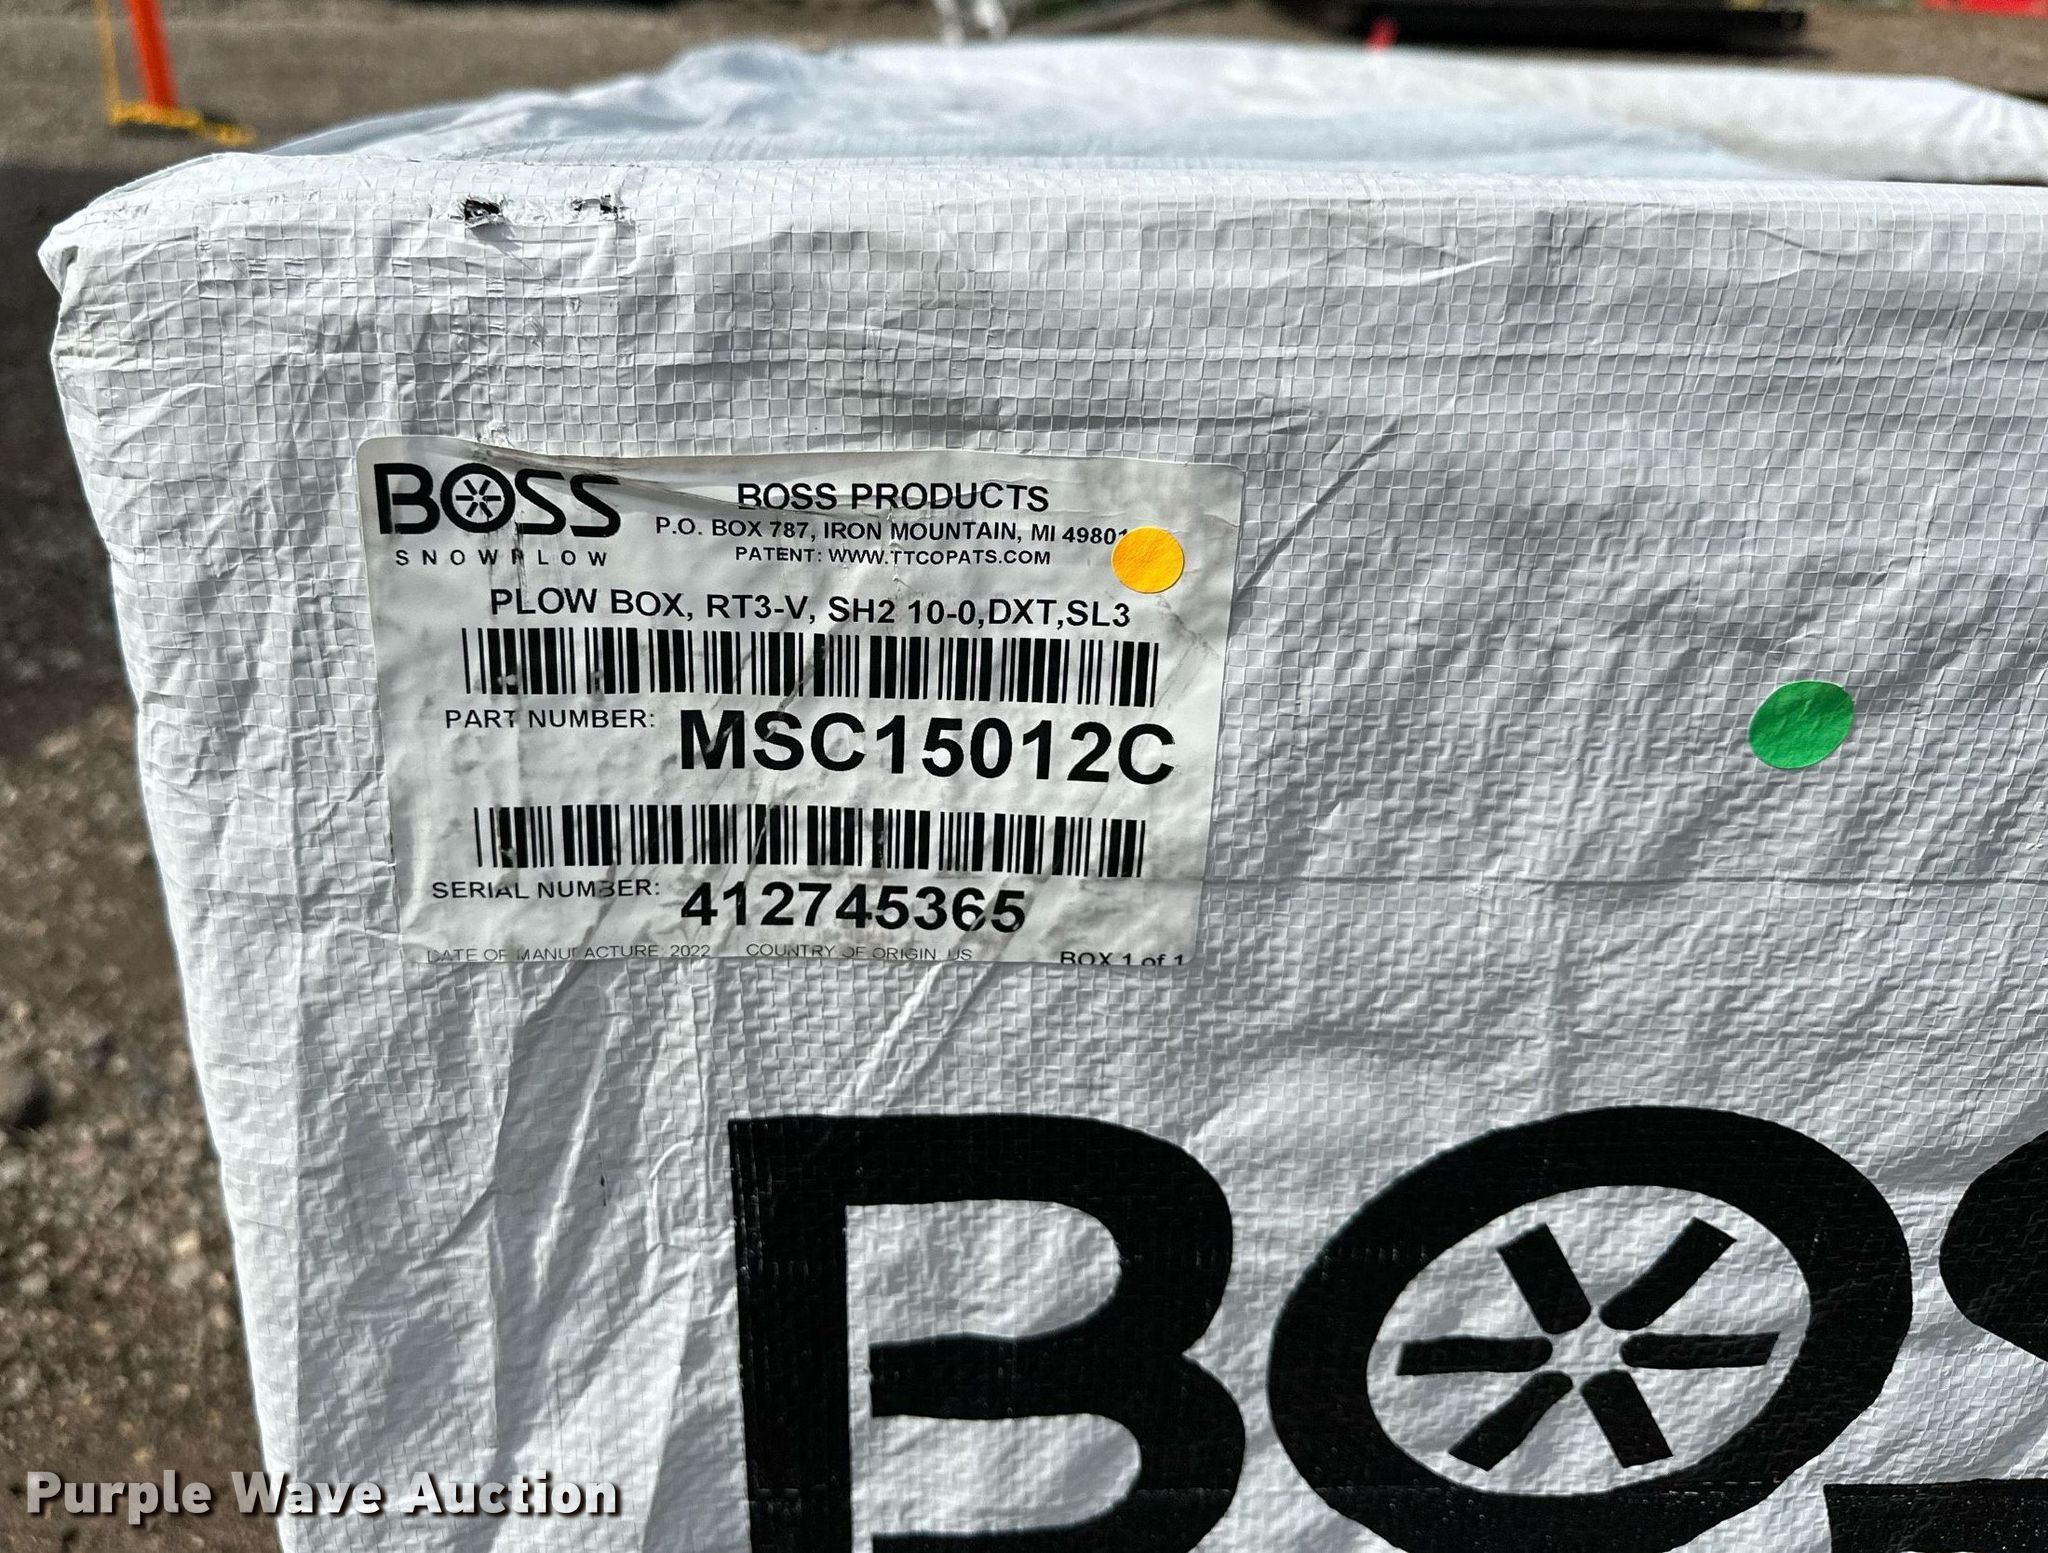 BOSS
SNOWPLOW
BOSS PRODUCTS
P.O. BOX 787, IRON MOUNTAIN, MI 49801
PATENT: WWW.TTCOPATS.COM
PLOW BOX, RT3-V, SH2 10-0,DXT,SL3
PART NUMBER: MSC15012C
SERIAL NUMBER: 412745365
DATE OF MANUFACTURE: 2022 COUNTRY OF ORIGIN: US BOX 1 of 1
BOS
Purple Wave Auction